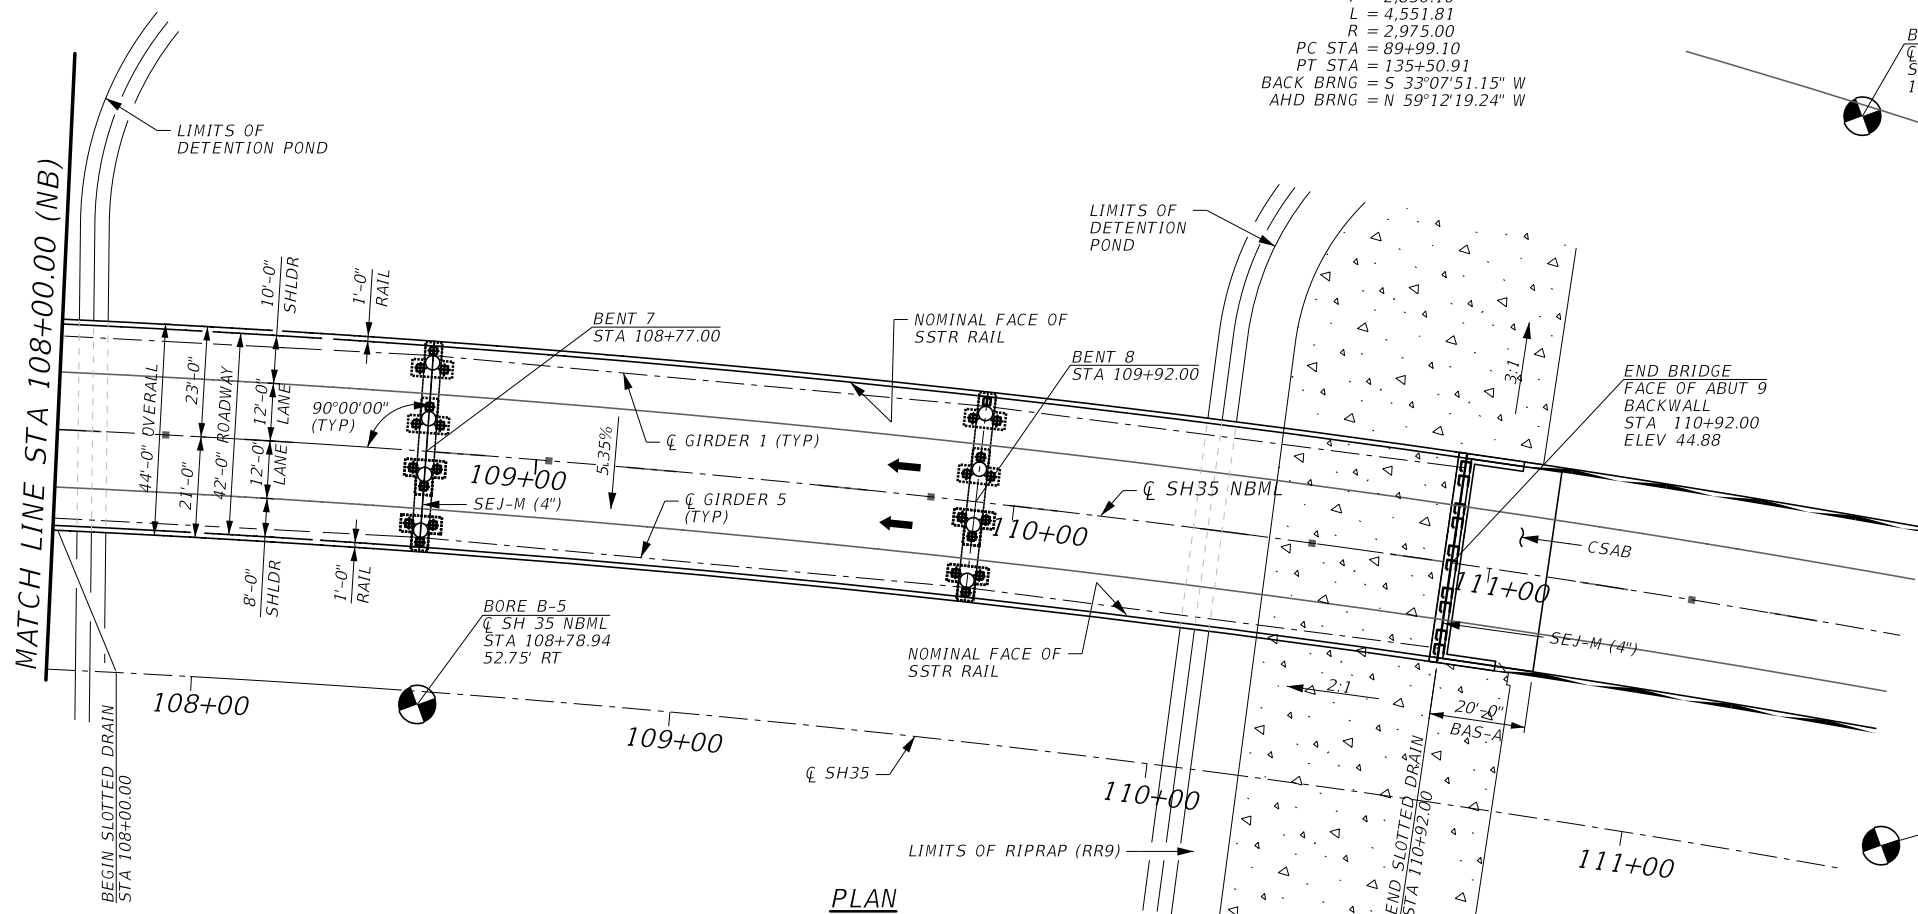 L = 4,551.81
R = 2,975.00
PC STA = 89+99.10
PT STA = 135+50.91
BACK BRNG = S 33°07'51.15" W
AHD BRNG = N 59°12'19.24" W
LIMITS OF
DETENTION POND
MATCH LINE STA 108+00.00 (NB)
10'-0"
SHLDR
1'-0"
RAIL
44'-0" OVERALL
23'-0"
21'-0"
42'-0" ROADWAY
12'-0"
LANE
12'-0"
LANE
8'-0"
SHLDR
1'-0"
RAIL
90°00'00"
(TYP)
BENT 7
STA 108+77.00
NOMINAL FACE OF
SSTR RAIL
BENT 8
STA 109+92.00
LIMITS OF
DETENTION
POND
3:1
END BRIDGE
FACE OF ABUT 9
BACKWALL
STA 110+92.00
ELEV 44.88
℄ GIRDER 1 (TYP)
5.35%
109+00
SEJ-M (4")
℄ GIRDER 5
(TYP)
℄ SH35 NBML
110+00
CSAB
111+00
SEJ-M (4")
BORE B-5
℄ SH 35 NBML
STA 108+78.94
52.75' RT
NOMINAL FACE OF
SSTR RAIL
2:1
20'-0"
BAS-A
108+00
109+00
℄ SH35
110+00
111+00
BEGIN SLOTTED DRAIN
STA 108+00.00
END SLOTTED DRAIN
STA 110+92.00
LIMITS OF RIPRAP (RR9)
PLAN